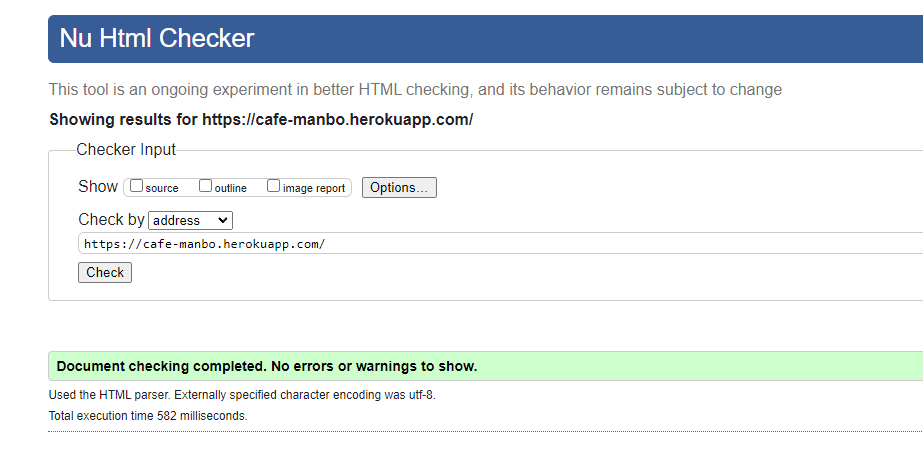 Nu Html Checker
This tool is an ongoing experiment in better HTML checking, and its behavior remains subject to change
Showing results for https://cafe-manbo.herokuapp.com/
Checker Input
Show source outline image report Options...
Check by address
https://cafe-manbo.herokuapp.com/
Check
Document checking completed. No errors or warnings to show.
Used the HTML parser. Externally specified character encoding was utf-8.
Total execution time 582 milliseconds.